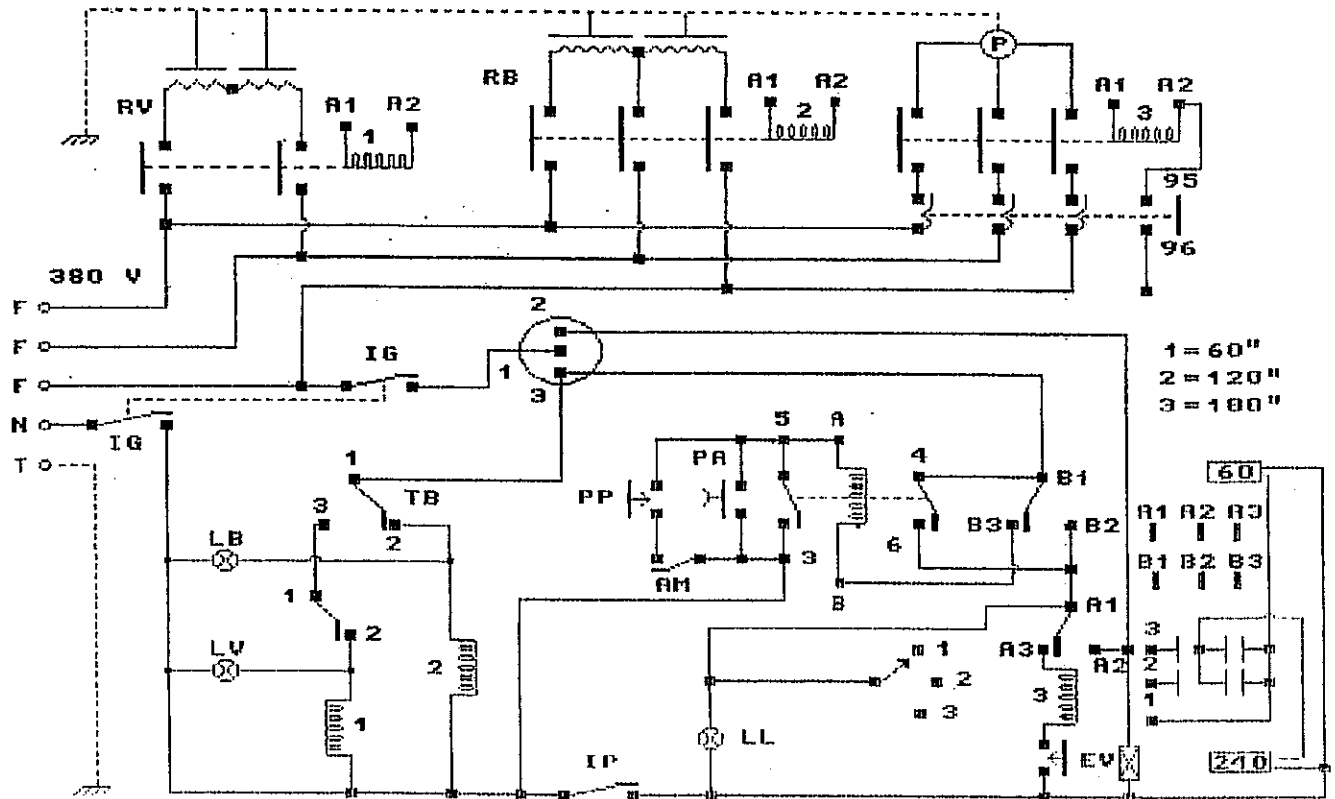 RV
A1 A2
1
RB
A1 A2
2
P
A1 A2
3
95
96
380 V
F
F
F
N
T
IG
IG
2
1
3
1 = 60"
2 = 120"
3 = 180"
1
TB
3
2
LB
1
2
LV
1
2
PP
PA
5
A
4
B1
AM
3
B
6
B3
B2
A1
A3
A2
1
2
3
3
LL
IP
EV
60
A1 A2 A3
B1 B2 B3
3
2
1
240